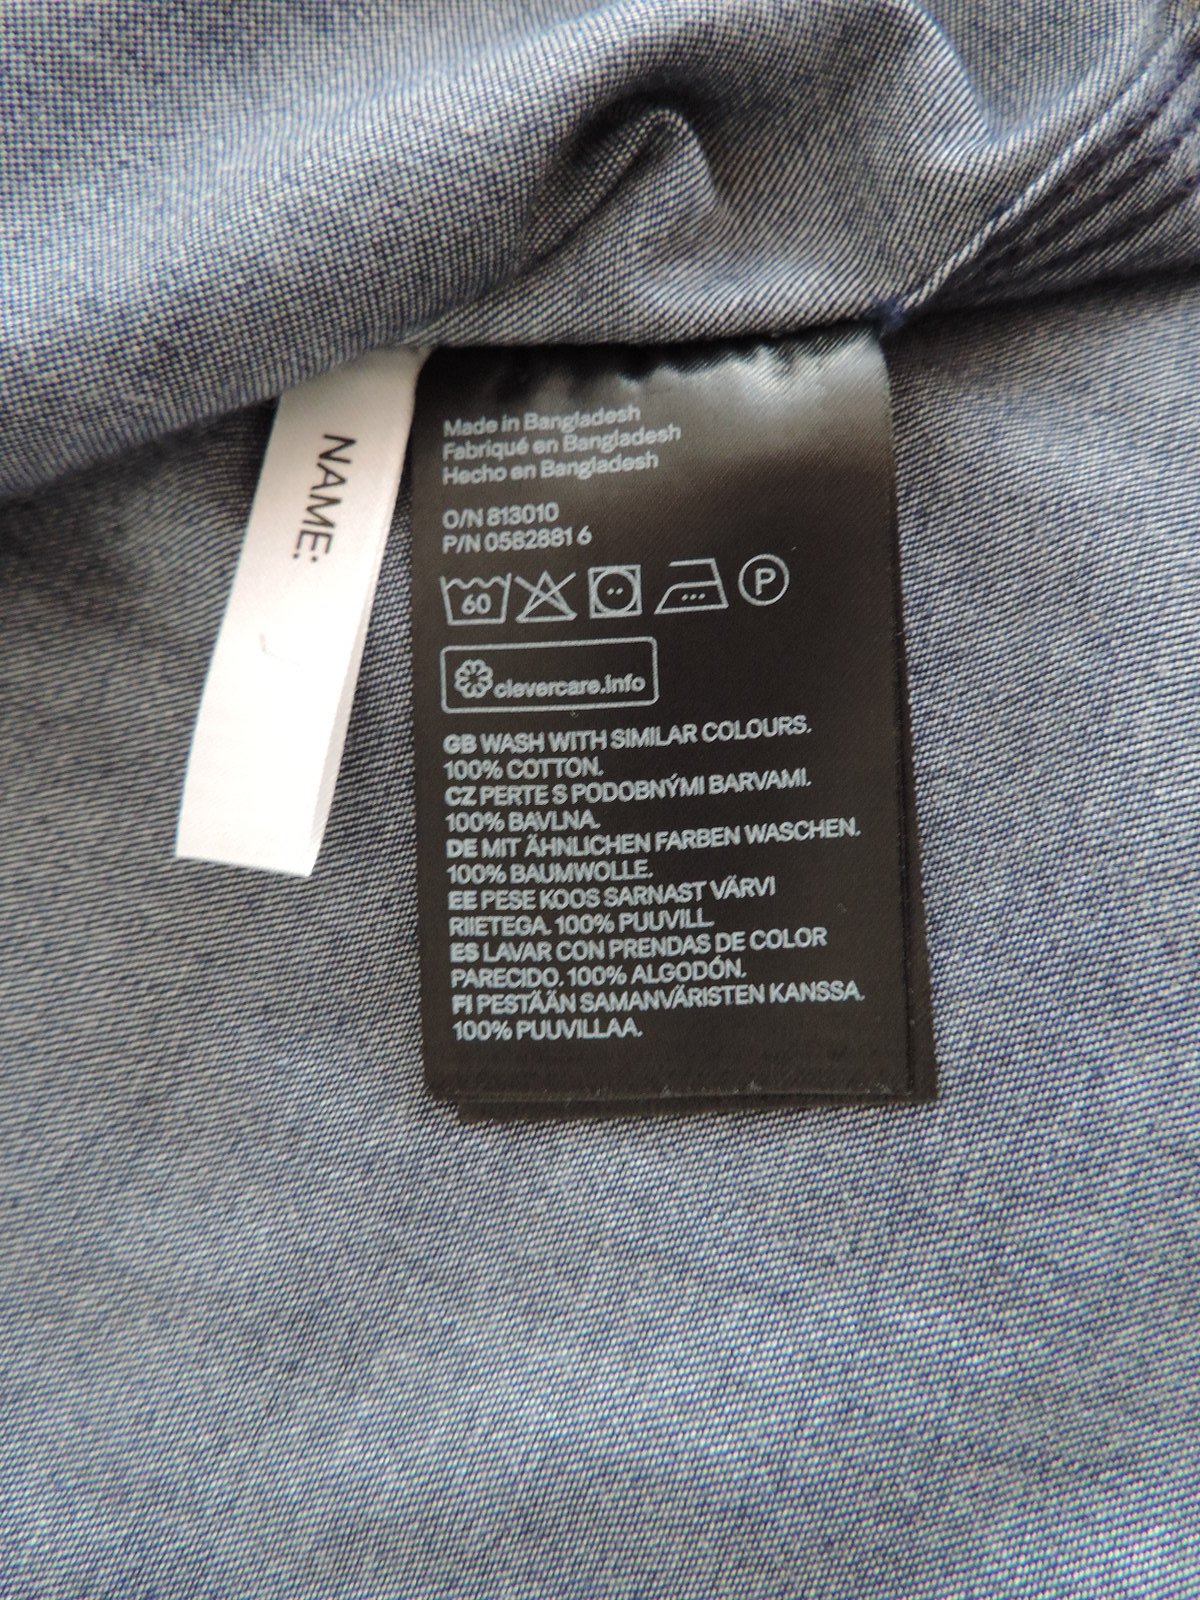 NAME:
Made in Bangladesh
Fabriqué en Bangladesh
Hecho en Bangladesh
O/N 813010
P/N 0582881 6
60
P
clevercare.info
GB WASH WITH SIMILAR COLOURS.
100% COTTON.
CZ PERTE S PODOBNÝMI BARVAMI.
100% BAVLNA.
DE MIT ÄHNLICHEN FARBEN WASCHEN.
100% BAUMWOLLE.
EE PESE KOOS SARNAST VÄRVI
RIIETEGA. 100% PUUVILL.
ES LAVAR CON PRENDAS DE COLOR
PARECIDO. 100% ALGODÓN.
FI PESTÄÄN SAMANVÄRISTEN KANSSA.
100% PUUVILLAA.